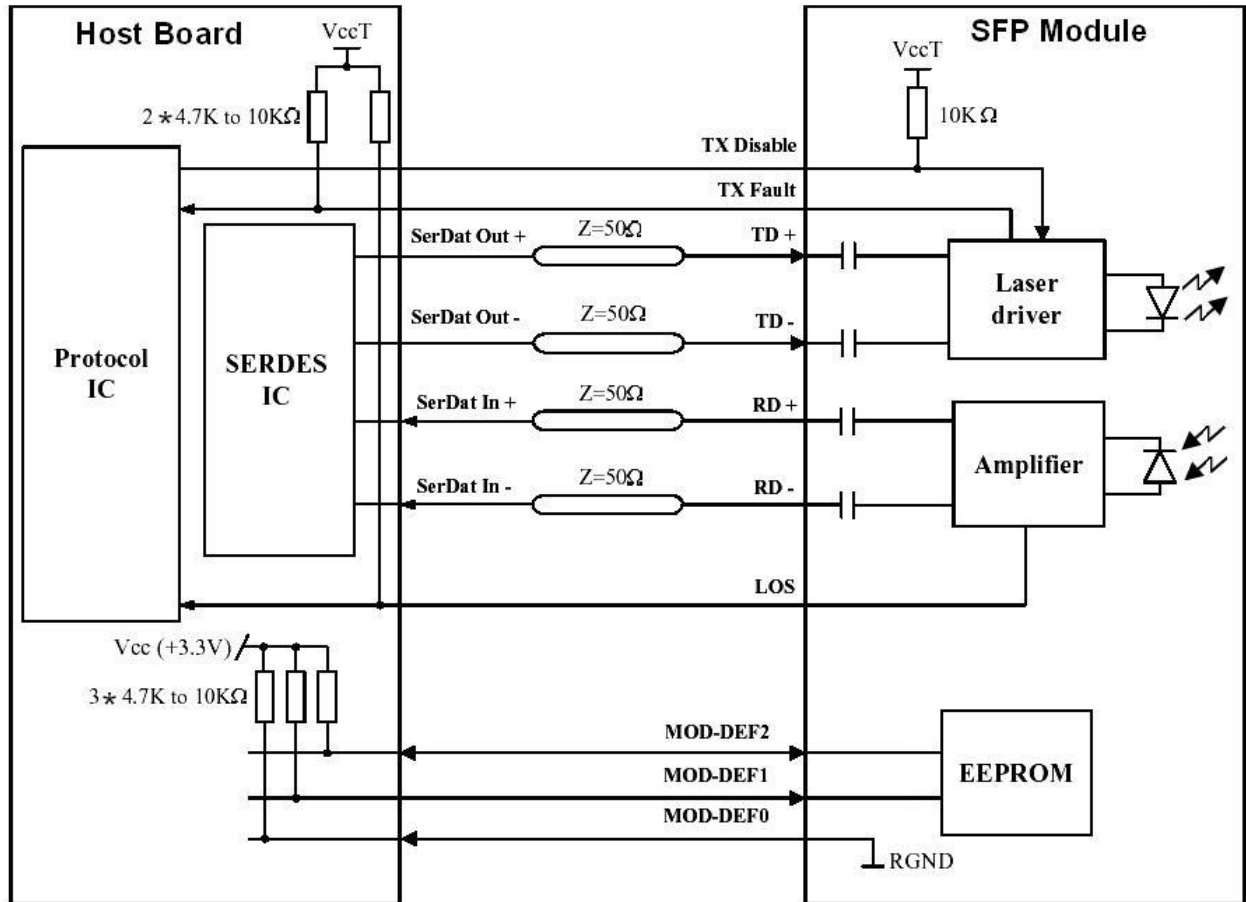 Host Board
SFP Module
VccT
VccT
2*4.7K to 10KΩ
10KΩ
TX Disable
TX Fault
SerDat Out +
Z=50Ω
TD +
Laser driver
SerDat Out -
Z=50Ω
TD -
Protocol IC
SERDES IC
SerDat In +
Z=50Ω
RD +
Amplifier
SerDat In -
Z=50Ω
RD -
LOS
Vcc (+3.3V)
3*4.7K to 10KΩ
MOD-DEF2
EEPROM
MOD-DEF1
MOD-DEF0
RGND